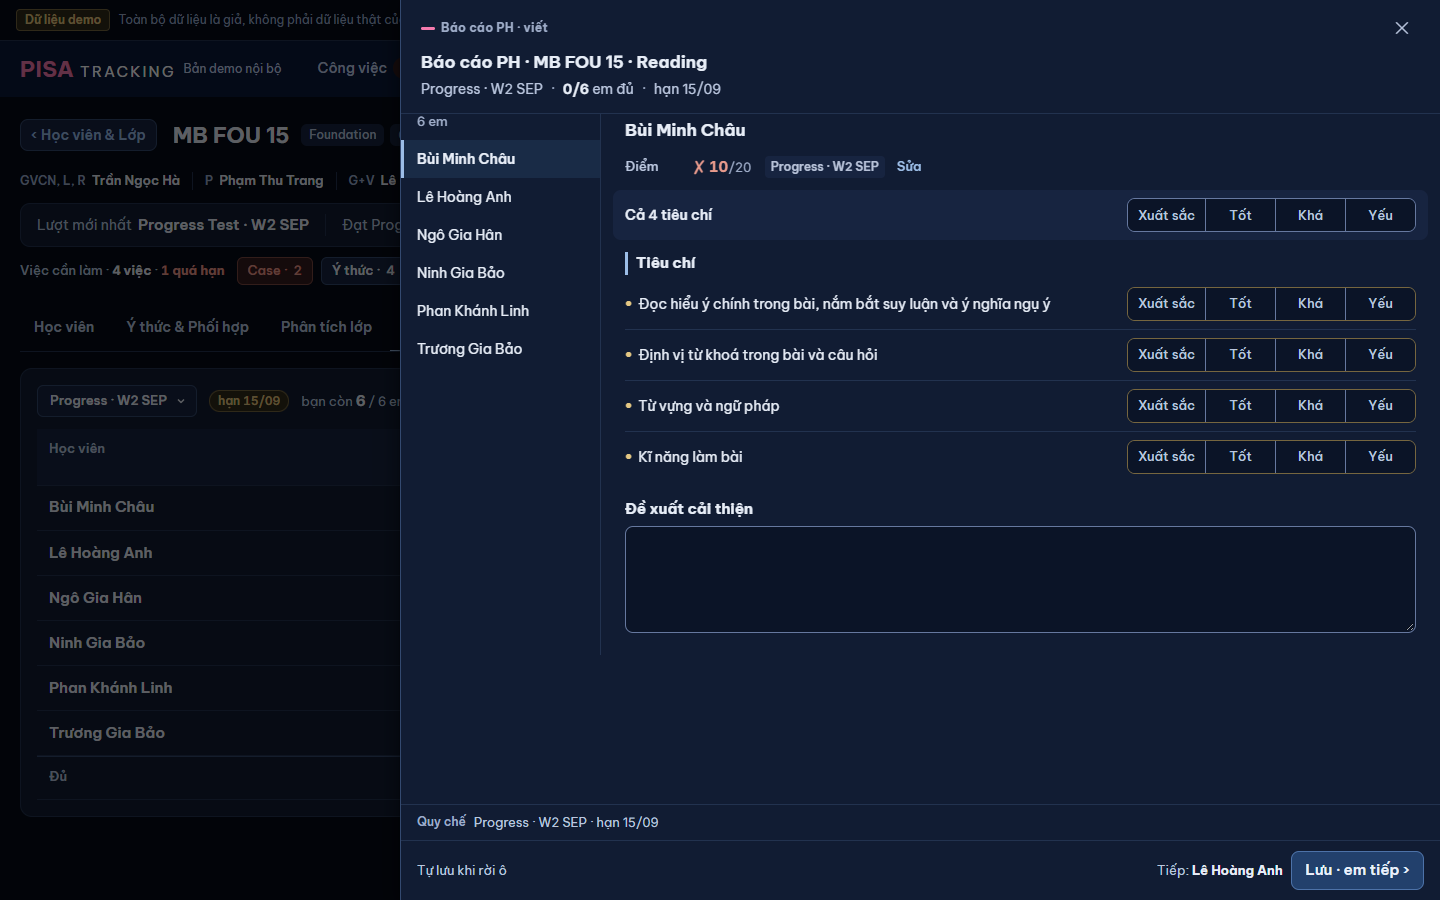 Dữ liệu demo Toàn bộ dữ liệu là giả, không phải dữ liệu thật
PISA TRACKING Bản demo nội bộ Công việc
‹ Học viên & Lớp MB FOU 15 Foundation
GVCN, L, R Trần Ngọc Hà P Phạm Thu Trang G+V Lê
Lượt mới nhất Progress Test · W2 SEP Đạt
Việc cần làm · 4 việc · 1 quá hạn Case · 2 Ý thức · 4
Học viên Ý thức & Phối hợp Phân tích lớp
Progress · W2 SEP hạn 15/09 bạn còn 6 / 6
Học viên
Bùi Minh Châu
Lê Hoàng Anh
Ngô Gia Hân
Ninh Gia Bảo
Phan Khánh Linh
Trương Gia Bảo
Đủ
Báo cáo PH · viết
Báo cáo PH · MB FOU 15 · Reading
Progress · W2 SEP · 0/6 em đủ · hạn 15/09
6 em
Bùi Minh Châu
Lê Hoàng Anh
Ngô Gia Hân
Ninh Gia Bảo
Phan Khánh Linh
Trương Gia Bảo
Bùi Minh Châu
Điểm ✗ 10/20 Progress · W2 SEP Sửa
Cả 4 tiêu chí Xuất sắc Tốt Khá Yếu
Tiêu chí
• Đọc hiểu ý chính trong bài, nắm bắt suy luận và ý nghĩa ngụ ý Xuất sắc Tốt Khá Yếu
• Định vị từ khoá trong bài và câu hỏi Xuất sắc Tốt Khá Yếu
• Từ vựng và ngữ pháp Xuất sắc Tốt Khá Yếu
• Kĩ năng làm bài Xuất sắc Tốt Khá Yếu
Đề xuất cải thiện
Quy chế Progress · W2 SEP · hạn 15/09
Tự lưu khi rời ô Tiếp: Lê Hoàng Anh Lưu · em tiếp ›